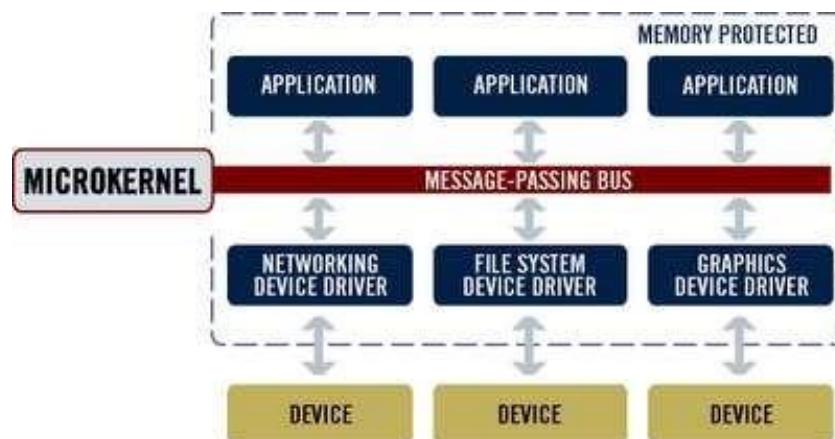 MEMORY PROTECTED
APPLICATION
APPLICATION
APPLICATION
MICROKERNEL
MESSAGE-PASSING BUS
NETWORKING
DEVICE DRIVER
FILE SYSTEM
DEVICE DRIVER
GRAPHICS
DEVICE DRIVER
DEVICE
DEVICE
DEVICE